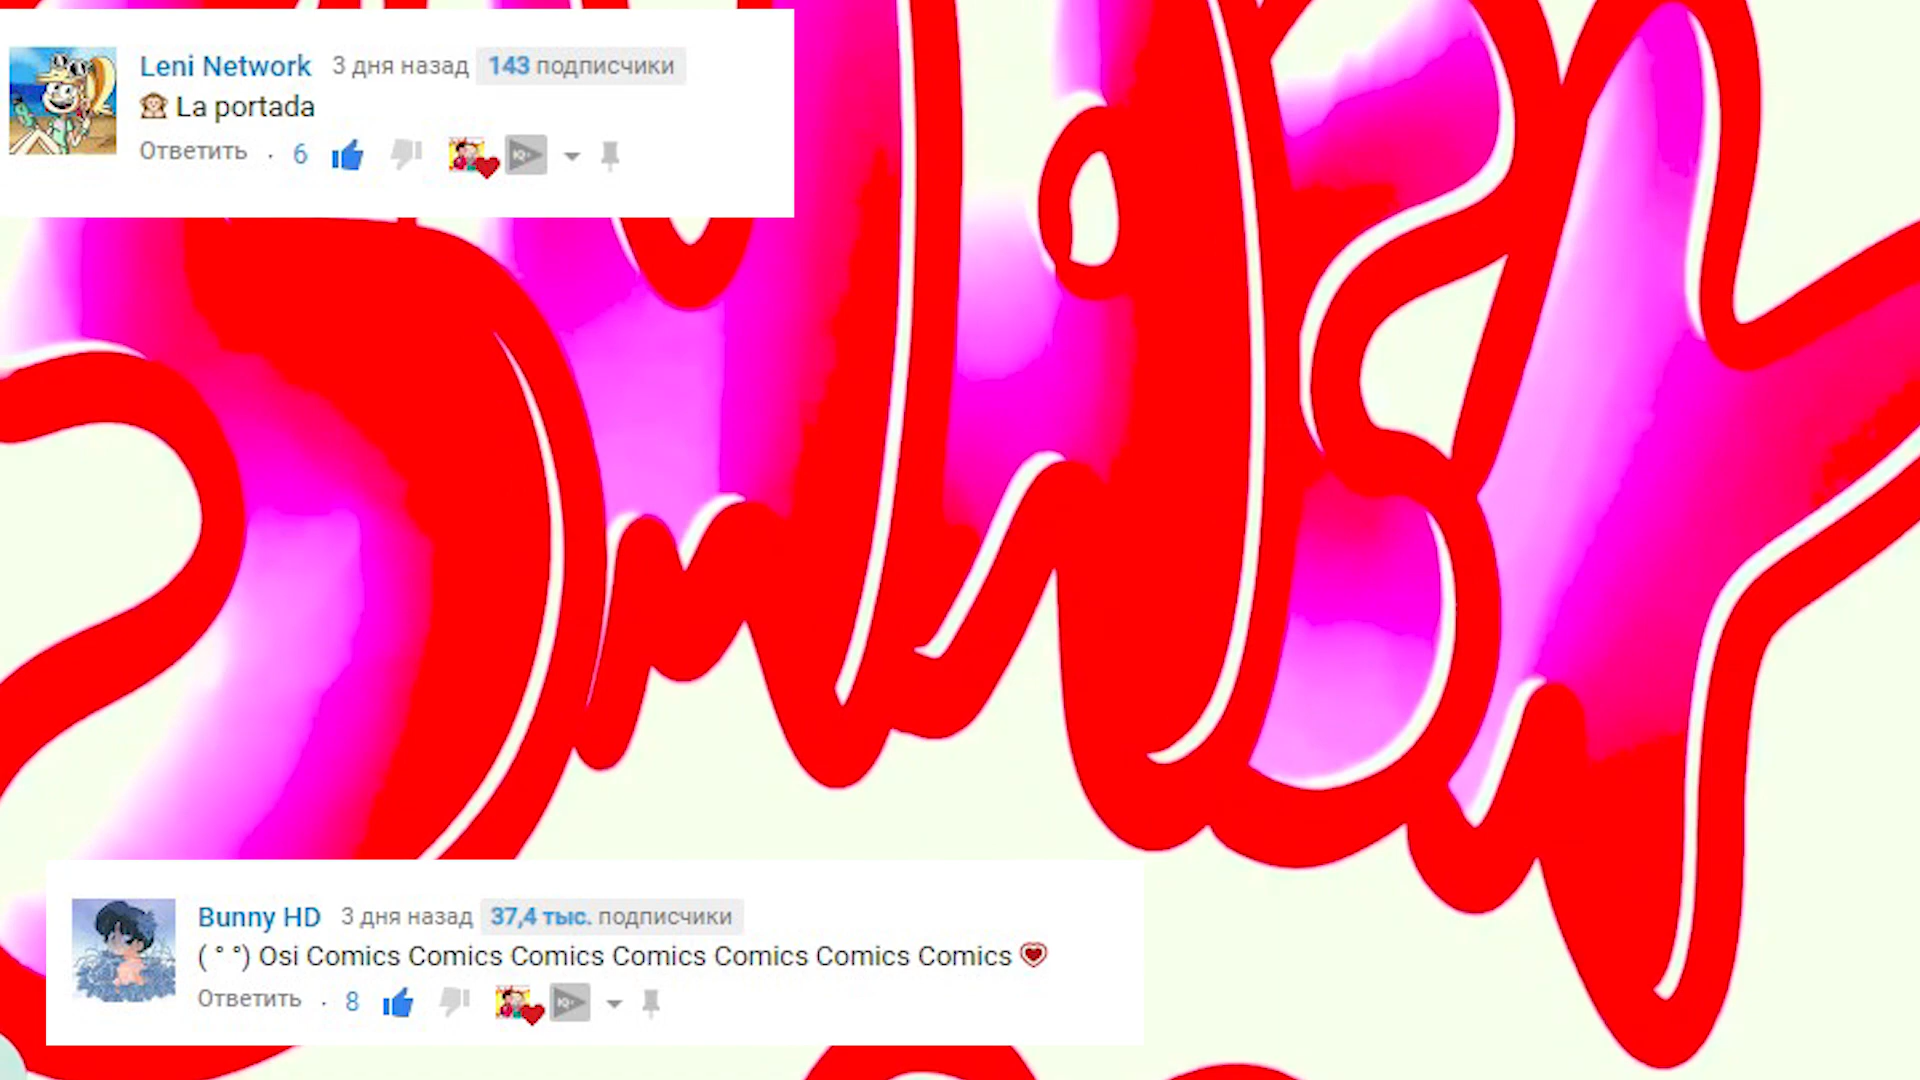 Leni Network 3 дня назад 143 подписчики
🙊 La portada
Ответить · 6
Bunny HD 3 дня назад 37,4 тыс. подписчики
( ° °) Osi Comics Comics Comics Comics Comics Comics Comics 💗
Ответить · 8